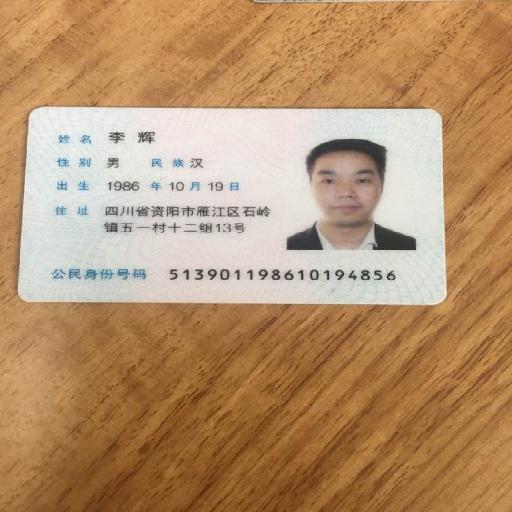 姓名 李辉
性别 男 民族 汉
出生 1986 年 10 月 19 日
住址 四川省资阳市雁江区石岭
镇五一村十二组13号
公民身份号码 513901198610194856